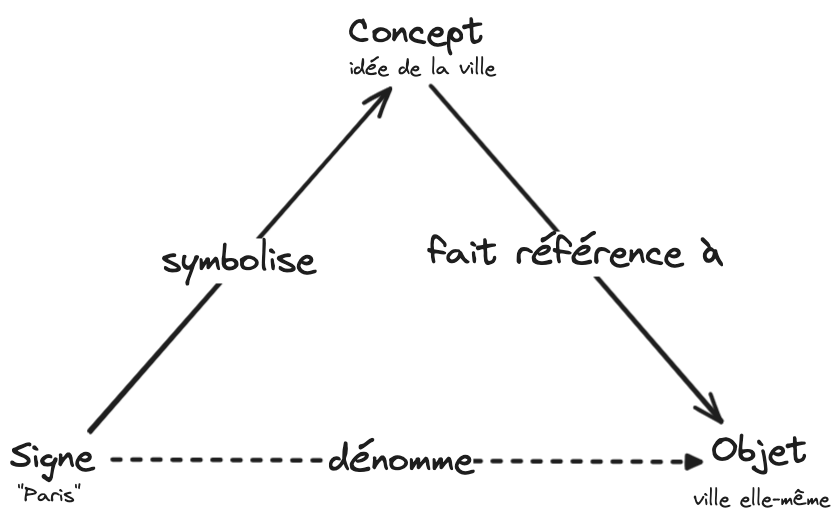 Concept
idée de la ville
symbolise
fait référence à
Signe
"Paris"
dénomme
Objet
ville elle-même